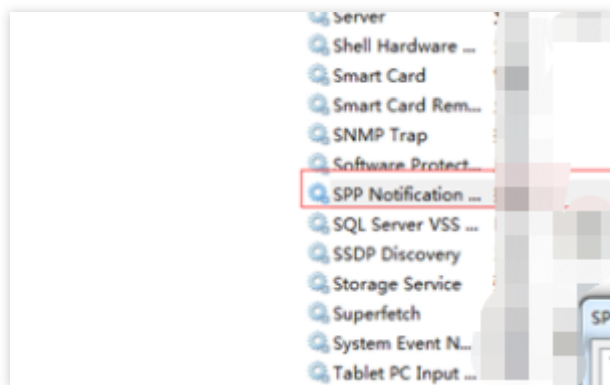 Server
Shell Hardware ...
Smart Card
Smart Card Rem...
SNMP Trap
Software Protect...
SPP Notification ...
SQL Server VSS ...
SSDP Discovery
Storage Service
Superfetch
System Event N...
Tablet PC Input ...
SP